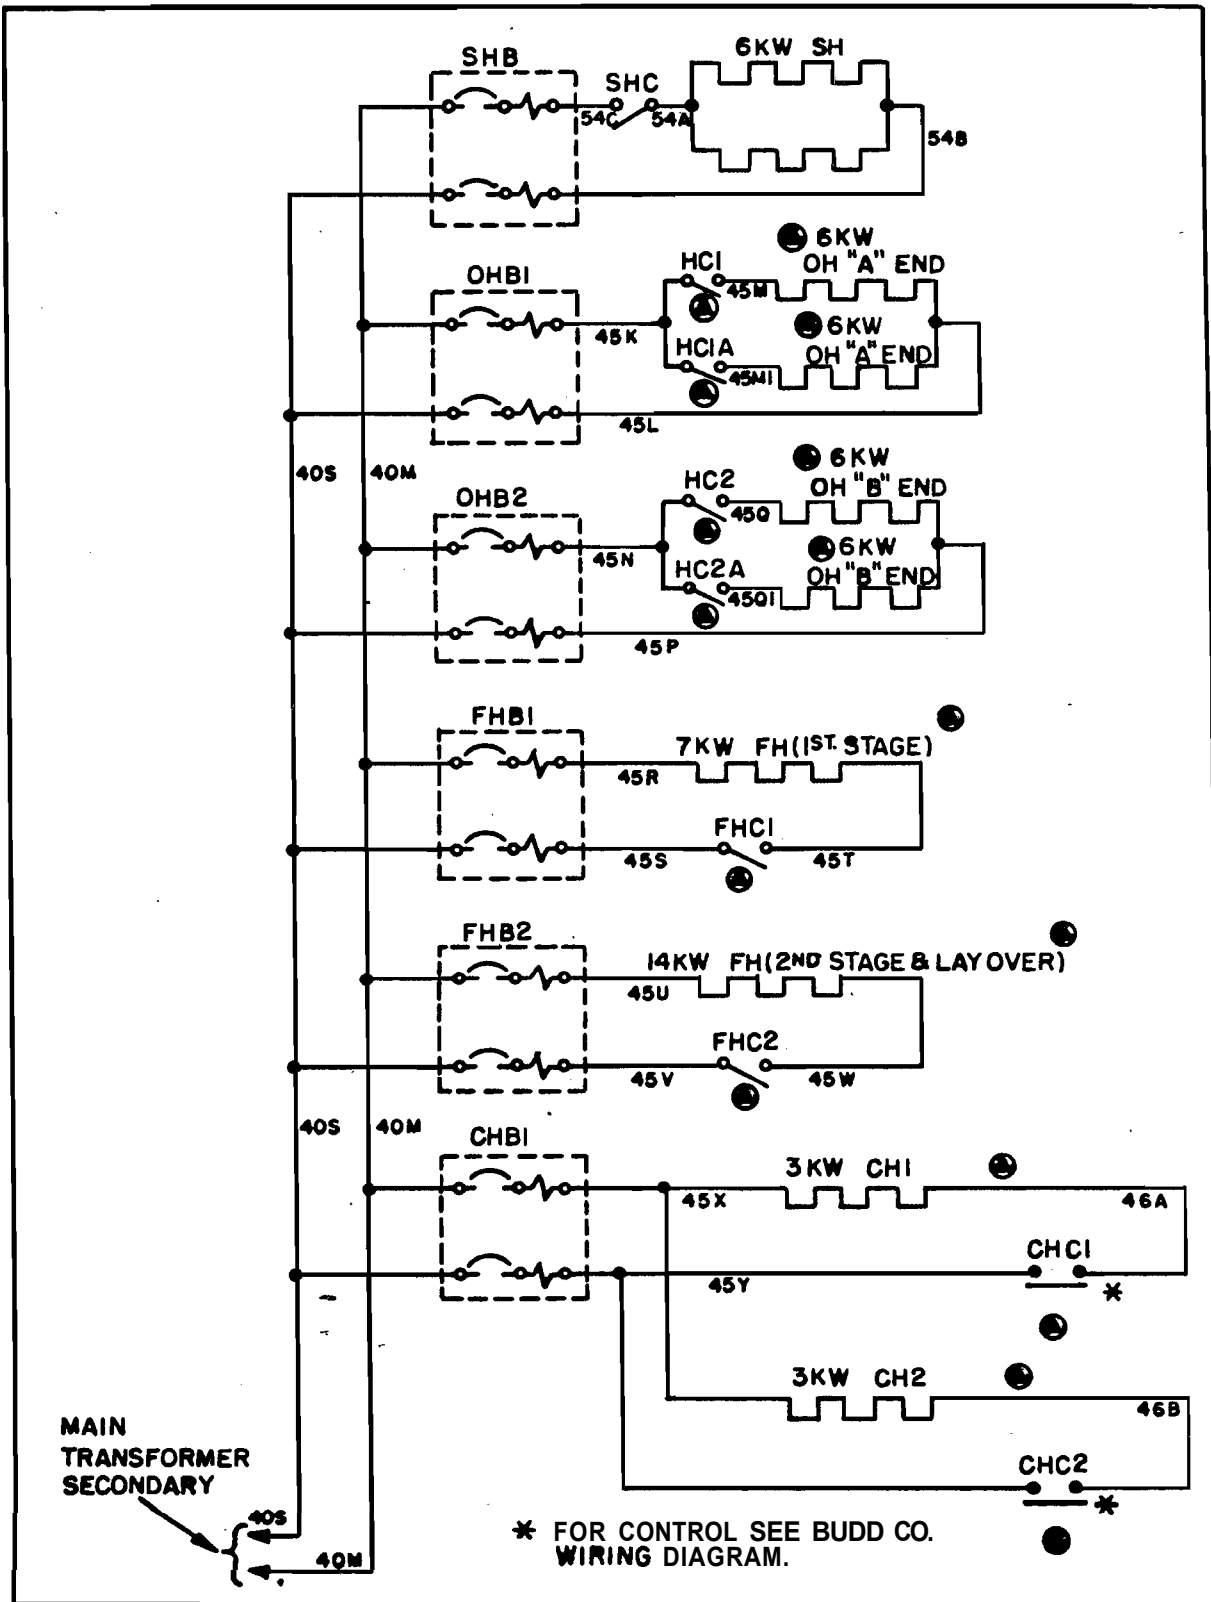 SHB
6KW SH
SHC
54C
54A
54B
6KW
OH "A" END
HC1
45M
OHB1
45K
6KW
OH "A" END
HC1A
45M1
45L
40S
40M
6KW
OH "B" END
HC2
45Q
OHB2
45N
6KW
OH "B" END
HC2A
45Q1
45P
FHB1
7KW FH (1ST. STAGE)
45R
FHC1
45S
45T
FHB2
14KW FH (2ND STAGE & LAY OVER)
45U
FHC2
45V
45W
40S
40M
CHB1
3KW CH1
45X
46A
CHC1
45Y
*
3KW CH2
46B
CHC2
*
MAIN
TRANSFORMER
SECONDARY
40S
40M
* FOR CONTROL SEE BUDD CO.
WIRING DIAGRAM.